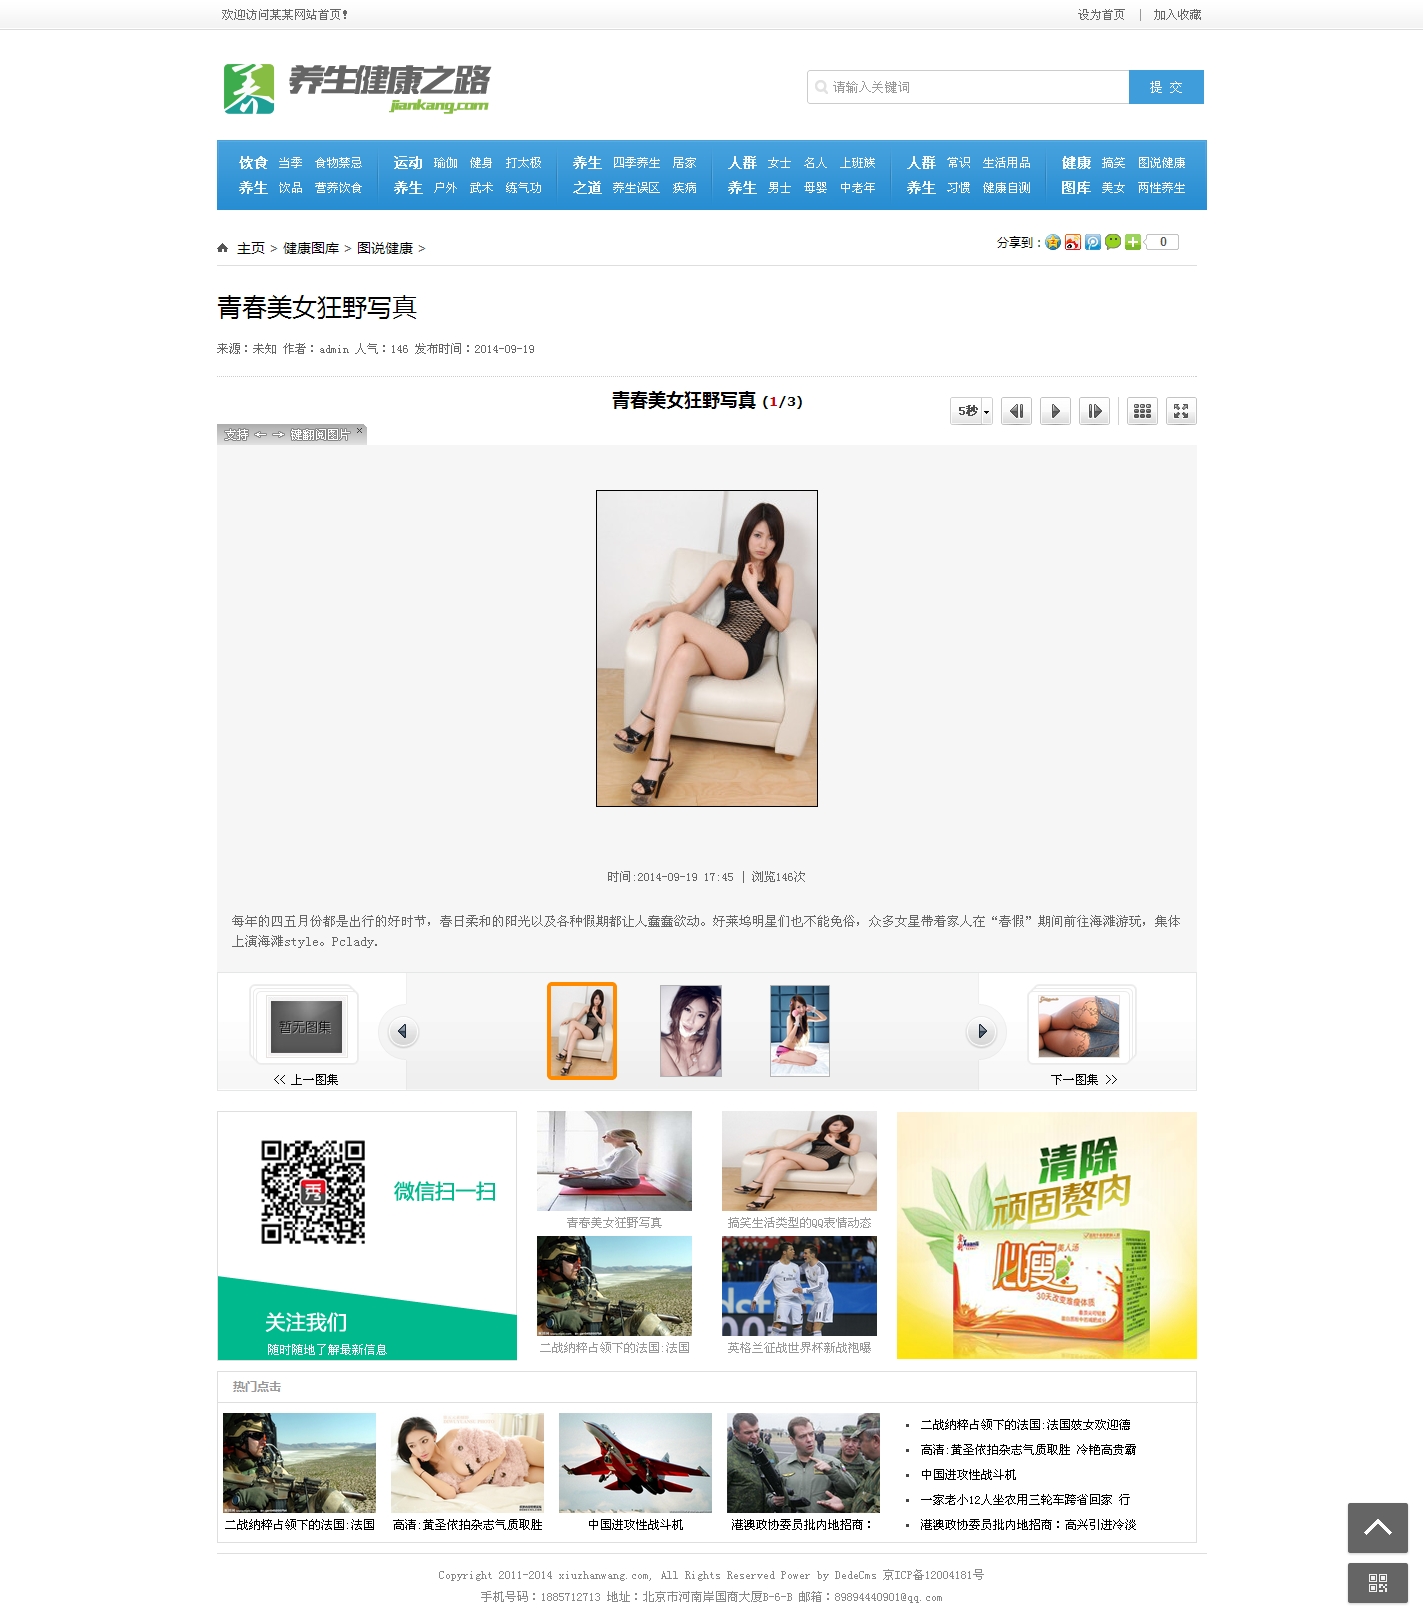 欢迎访问某某网站首页!
设为首页 | 加入收藏
养生健康之路
jiankang.com
请输入关键词
提 交
饮食 当季 食物禁忌 运动 瑜伽 健身 打太极 养生 四季养生 居家 人群 女士 名人 上班族 人群 常识 生活用品 健康 搞笑 图说健康
养生 饮品 营养饮食 养生 户外 武术 练气功 之道 养生误区 疾病 养生 男士 母婴 中老年 养生 习惯 健康自测 图库 美女 两性养生
主页 > 健康图库 > 图说健康 >
分享到: 0
青春美女狂野写真
来源:未知 作者:admin 人气:146 发布时间:2014-09-19
青春美女狂野写真 (1/3)
5秒
支持 ← → 键翻阅图片 ×
时间:2014-09-19 17:45 | 浏览146次
每年的四五月份都是出行的好时节，春日柔和的阳光以及各种假期都让人蠢蠢欲动。好莱坞明星们也不能免俗，众多女星带着家人在“春假”期间前往海滩游玩，集体
上演海滩style。Pclady.
暂无图集
<< 上一图集
下一图集 >>
微信扫一扫
关注我们
随时随地了解最新信息
青春美女狂野写真
搞笑生活类型的QQ表情动态
二战纳粹占领下的法国:法国
英格兰征战世界杯新战袍曝
清除
顽固赘肉
心瘦
美人汤
30天改变难瘦体质
热门点击
二战纳粹占领下的法国:法国
高清:黄圣依拍杂志气质取胜
中国进攻性战斗机
港澳政协委员批内地招商:
二战纳粹占领下的法国:法国妓女欢迎德
高清:黄圣依拍杂志气质取胜 冷艳高贵霸
中国进攻性战斗机
一家老小12人坐农用三轮车跨省回家 行
港澳政协委员批内地招商:高兴引进冷淡
Copyright 2011-2014 xiuzhanwang.com, All Rights Reserved Power by DedeCms 京ICP备12004181号
手机号码:1885712713 地址:北京市河南岸国商大厦B-6-B 邮箱:89894440901@qq.com